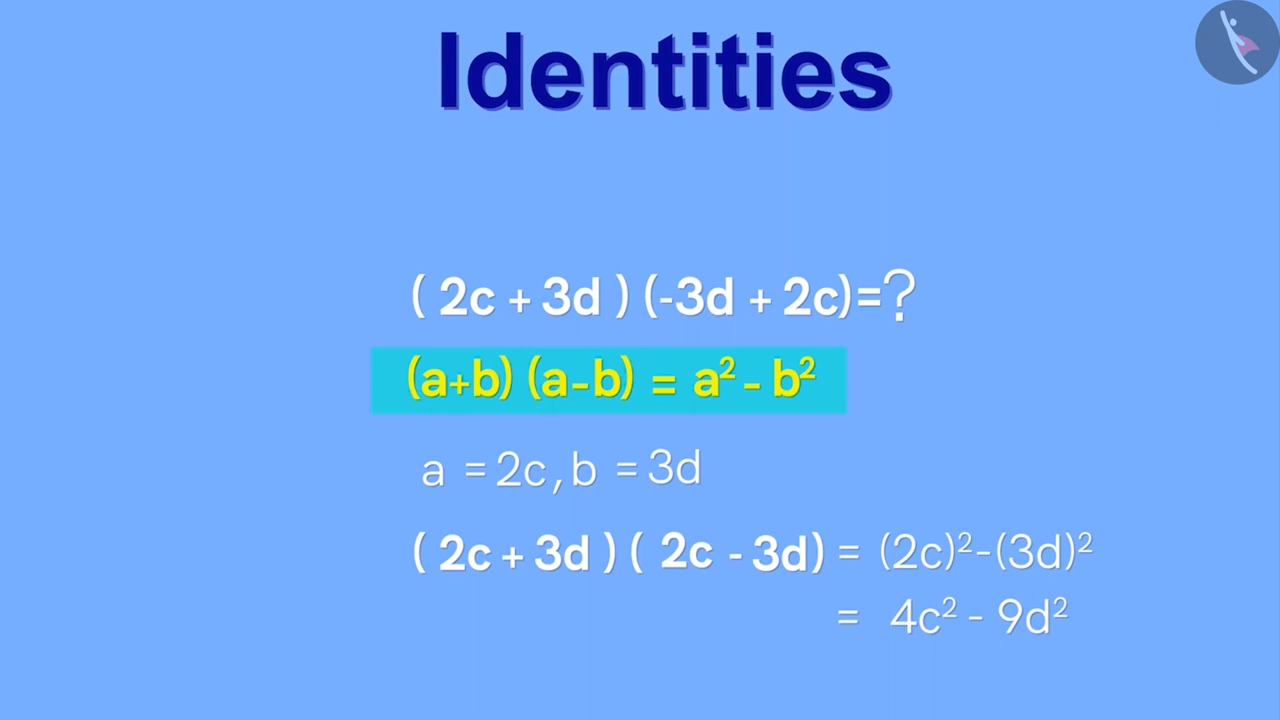 Identities
( 2c + 3d ) (-3d + 2c)=?
(a+b) (a-b) = a² - b²
a = 2c, b = 3d
( 2c + 3d ) ( 2c - 3d) = (2c)²-(3d)²
= 4c² - 9d²